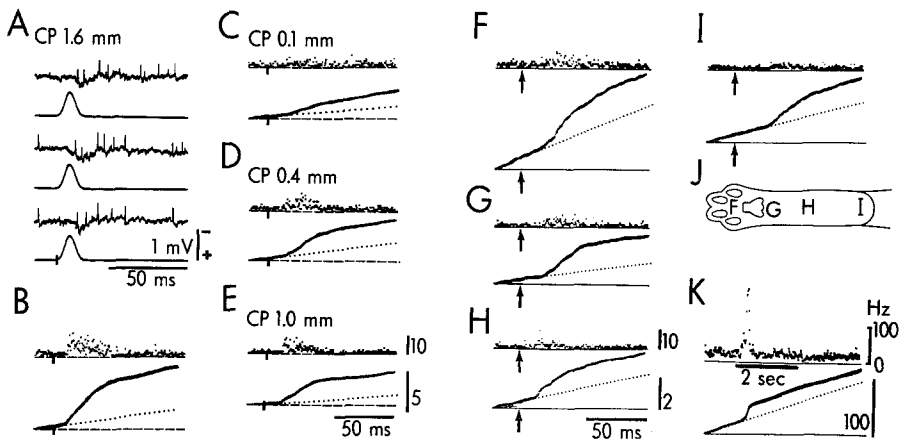 A
CP 1.6 mm
1 mV
−
+
50 ms
B
C
CP 0.1 mm
D
CP 0.4 mm
E
CP 1.0 mm
10
5
50 ms
F
G
H
10
2
50 ms
I
J
F G H I
K
Hz
100
0
2 sec
100